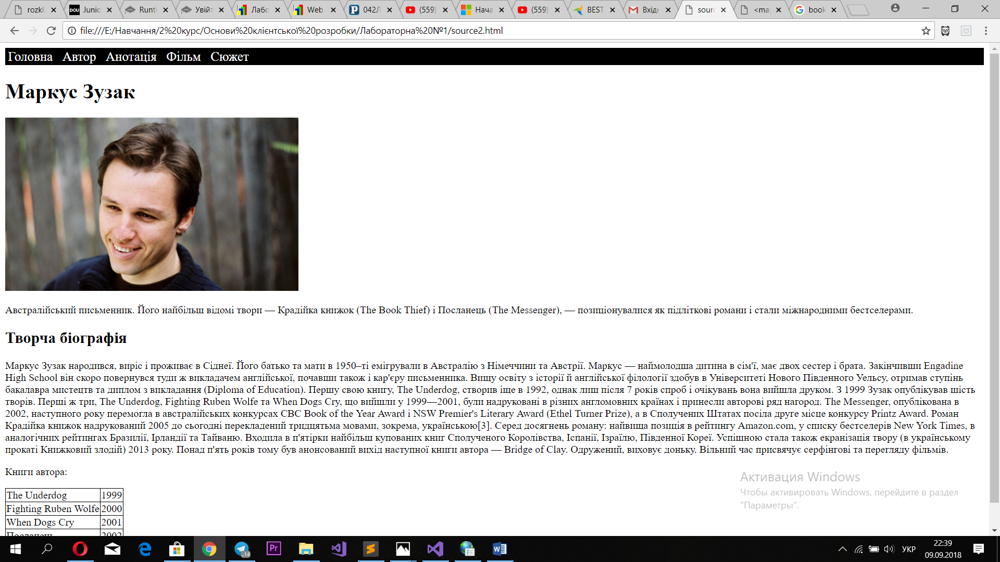 rozkl
Junio
Runti
Увійт
Лабо
Web
042Л
(559)
Нача
(559)
BEST
Вхідн
sourc
<ma
book
file:///E:/Навчання/2%20курс/Основи%20клієнтської%20розробки/Лабораторна%20№1/source2.html
Головна Автор Анотація Фільм Сюжет
Маркус Зузак
Австралійський письменник. Його найбільш відомі твори — Крадійка книжок (The Book Thief) і Посланець (The Messenger), — позиціонувалися як підліткові романи і стали міжнародними бестселерами.
Творча біографія
Маркус Зузак народився, виріс і проживає в Сіднеї. Його батько та мати в 1950–ті емігрували в Австралію з Німеччини та Австрії. Маркус — наймолодша дитина в сім'ї, має двох сестер і брата. Закінчивши Engadine
High School він скоро повернувся туди ж викладачем англійської, почавши також і кар'єру письменника. Вищу освіту з історії й англійської філології здобув в Університеті Нового Південного Уельсу, отримав ступінь
бакалавра мистецтв та диплом з викладання (Diploma of Education). Першу свою книгу, The Underdog, створив іще в 1992, однак лиш після 7 років спроб і очікувань вона вийшла друком. З 1999 Зузак опублікував шість
творів. Перші ж три, The Underdog, Fighting Ruben Wolfe та When Dogs Cry, що вийшли у 1999—2001, були надруковані в різних англомовних країнах і принесли авторові ряд нагород. The Messenger, опублікована в
2002, наступного року перемогла в австралійських конкурсах CBC Book of the Year Award і NSW Premier's Literary Award (Ethel Turner Prize), а в Сполучених Штатах посіла друге місце конкурсу Printz Award. Роман
Крадійка книжок надрукований 2005 до сьогодні перекладений тридцятьма мовами, зокрема, українською[3]. Серед досягнень роману: найвища позиція в рейтингу Amazon.com, у списку бестселерів New York Times, в
аналогічних рейтингах Бразилії, Ірландії та Тайваню. Входила в п'ятірки найбільш купованих книг Сполученого Королівства, Іспанії, Ізраїлю, Південної Кореї. Успішною стала також екранізація твору (в українському
прокаті Книжковий злодій) 2013 року. Понад п'ять років тому був анонсований вихід наступної книги автора — Bridge of Clay. Одружений, виховує доньку. Вільний час присвячує серфінгові та перегляду фільмів.
Книги автора:
The Underdog 1999
Fighting Ruben Wolfe 2000
When Dogs Cry 2001
Посланець 2002
Активация Windows
Чтобы активировать Windows, перейдите в раздел
"Параметры".
DOU
Pr
..14
УКР
22:39
09.09.2018